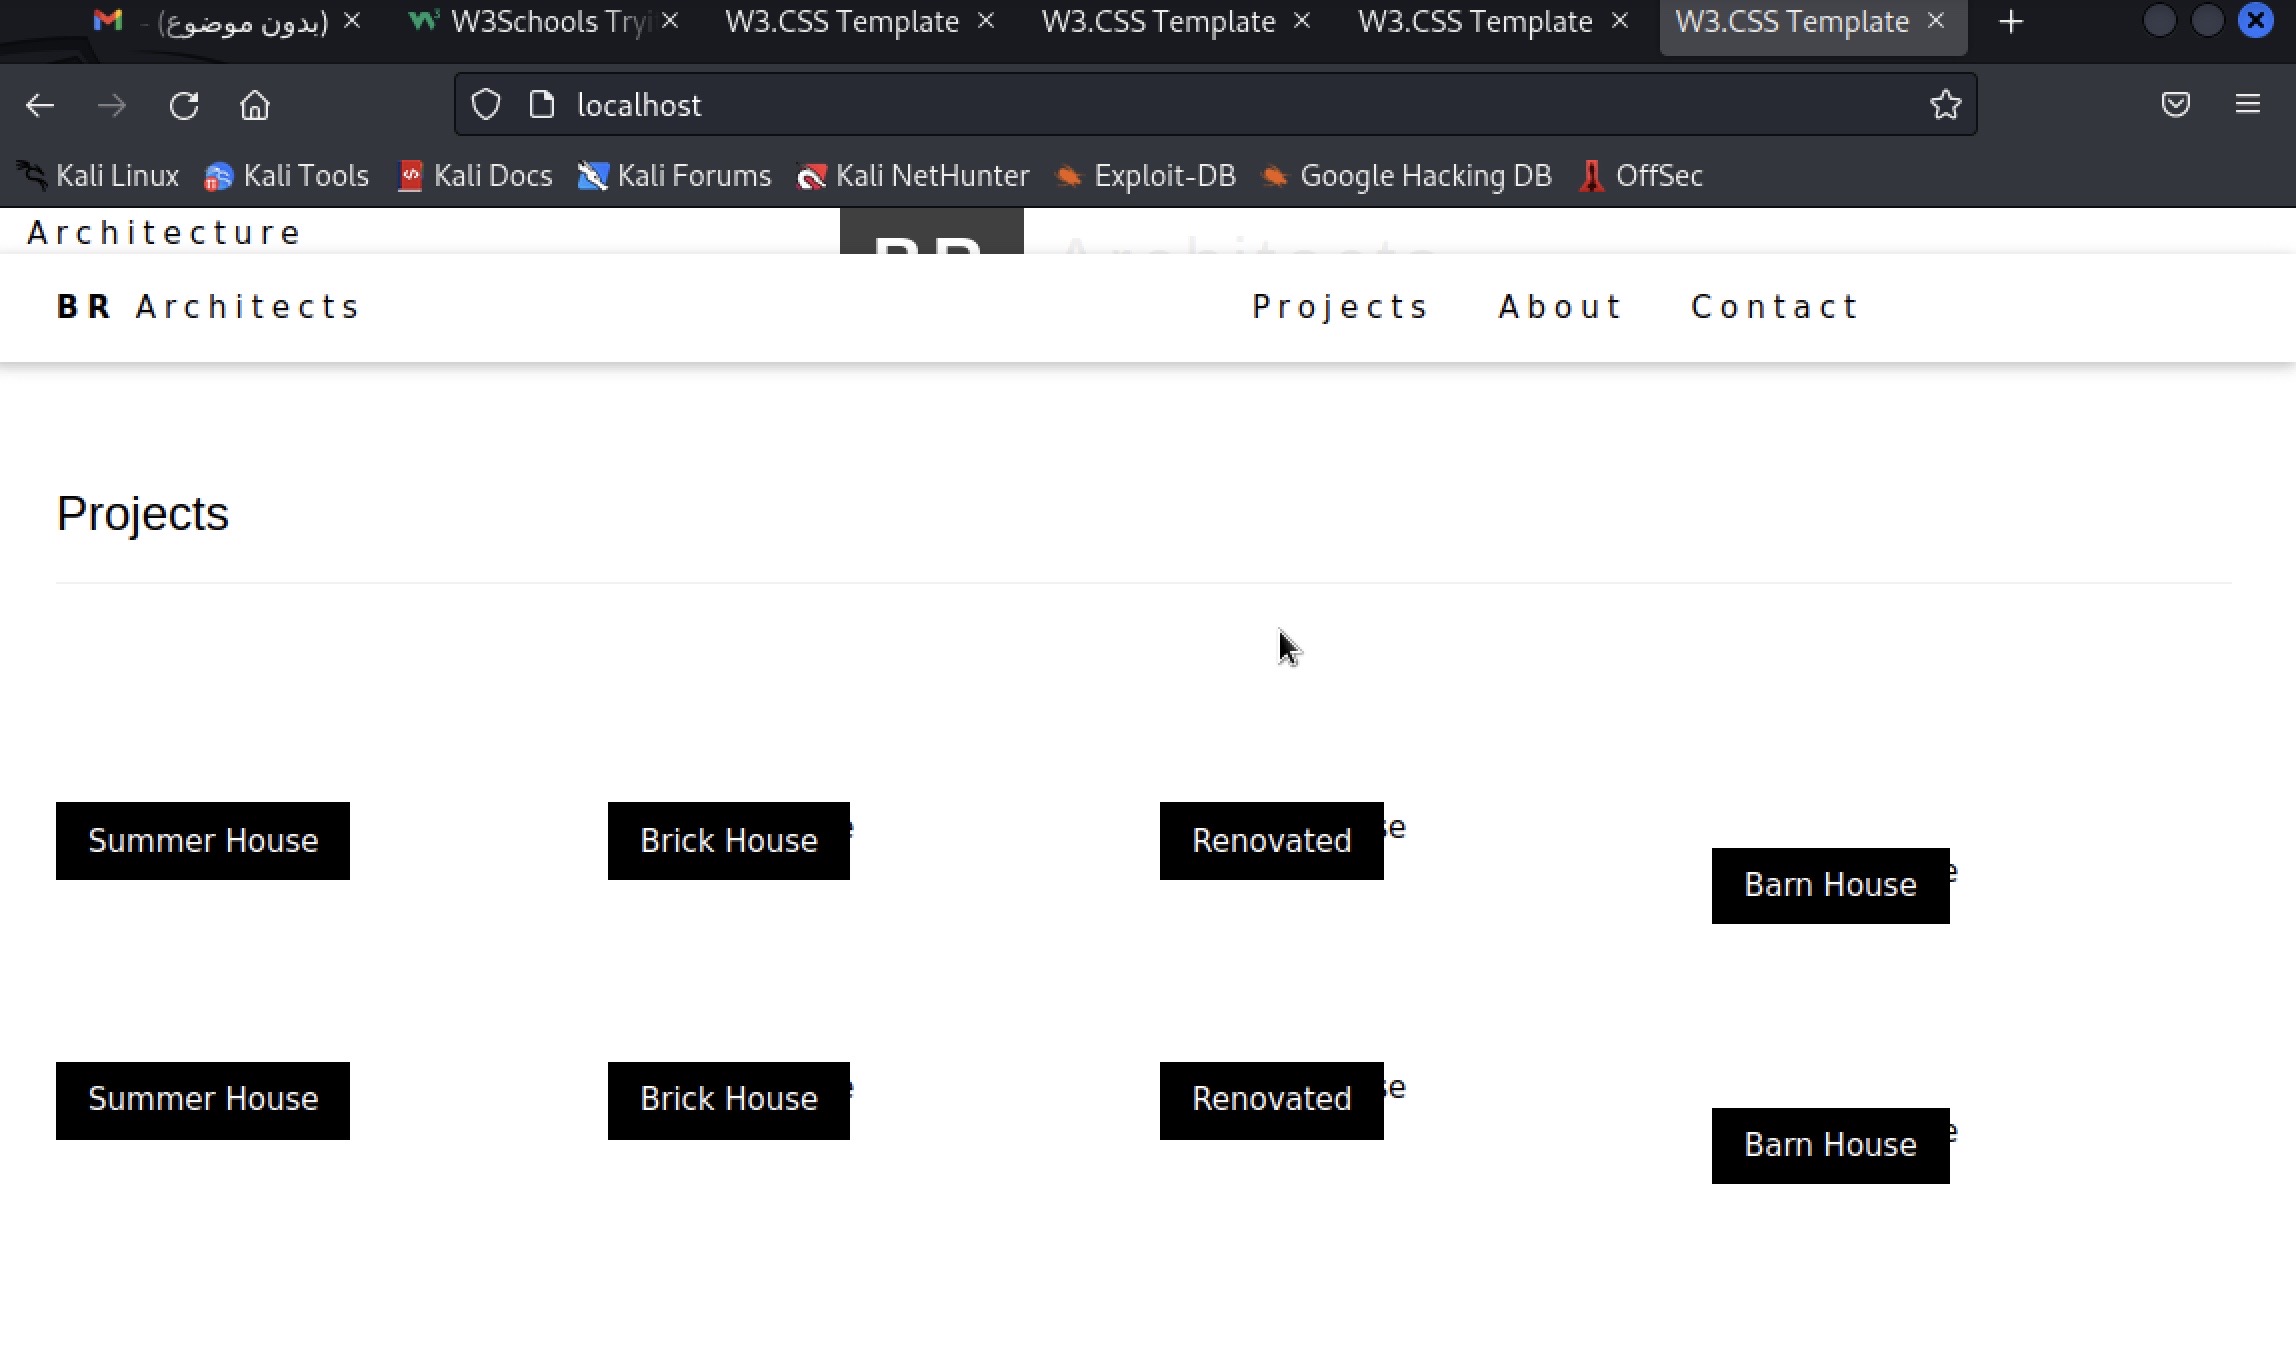 (بدون موضوع) -
W3Schools Tryi
W3.CSS Template
W3.CSS Template
W3.CSS Template
W3.CSS Template
localhost
Kali Linux Kali Tools Kali Docs Kali Forums Kali NetHunter Exploit-DB Google Hacking DB OffSec
Architecture
BR Architects
BR Architects Projects About Contact
Projects
Summer House Brick House Renovated se
Barn House
Summer House Brick House Renovated se
Barn House